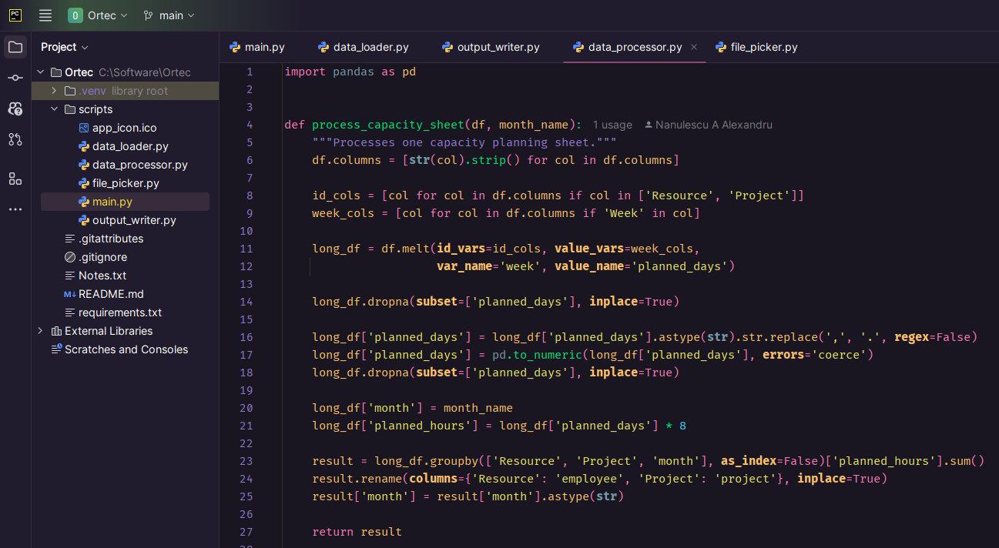 PC
O Ortec main
Project
main.py data_loader.py output_writer.py data_processor.py × file_picker.py
Ortec C:\Software\Ortec
.venv library root
scripts
app_icon.ico
data_loader.py
data_processor.py
file_picker.py
main.py
output_writer.py
.gitattributes
.gitignore
Notes.txt
M↓ README.md
requirements.txt
External Libraries
Scratches and Consoles
1 import pandas as pd
2
3
4 def process_capacity_sheet(df, month_name): 1 usage Nanulescu A Alexandru
5     """Processes one capacity planning sheet."""
6     df.columns = [str(col).strip() for col in df.columns]
7
8     id_cols = [col for col in df.columns if col in ['Resource', 'Project']]
9     week_cols = [col for col in df.columns if 'Week' in col]
10
11     long_df = df.melt(id_vars=id_cols, value_vars=week_cols,
12                       var_name='week', value_name='planned_days')
13
14     long_df.dropna(subset=['planned_days'], inplace=True)
15
16     long_df['planned_days'] = long_df['planned_days'].astype(str).str.replace(',', '.', regex=False)
17     long_df['planned_days'] = pd.to_numeric(long_df['planned_days'], errors='coerce')
18     long_df.dropna(subset=['planned_days'], inplace=True)
19
20     long_df['month'] = month_name
21     long_df['planned_hours'] = long_df['planned_days'] * 8
22
23     result = long_df.groupby(['Resource', 'Project', 'month'], as_index=False)['planned_hours'].sum()
24     result.rename(columns={'Resource': 'employee', 'Project': 'project'}, inplace=True)
25     result['month'] = result['month'].astype(str)
26
27     return result